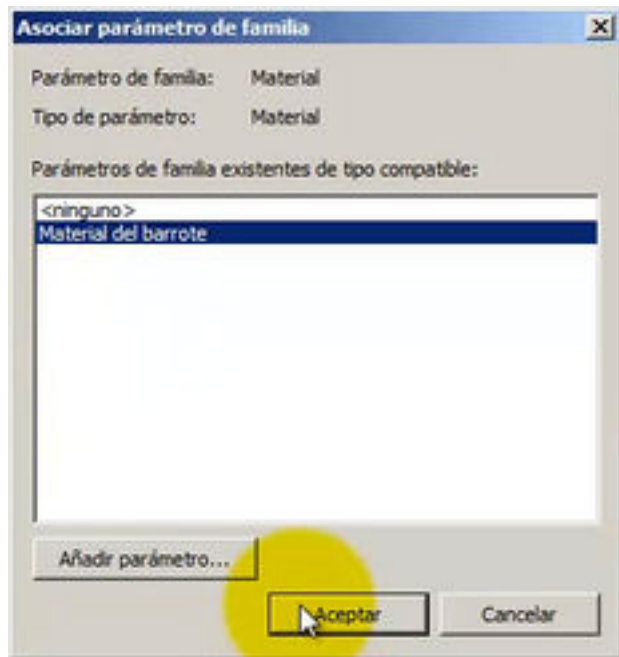 Asociar parámetro de familia
Parámetro de familia: Material
Tipo de parámetro: Material
Parámetros de familia existentes de tipo compatible:
<ninguno>
Material del barrote
Añadir parámetro...
Aceptar Cancelar